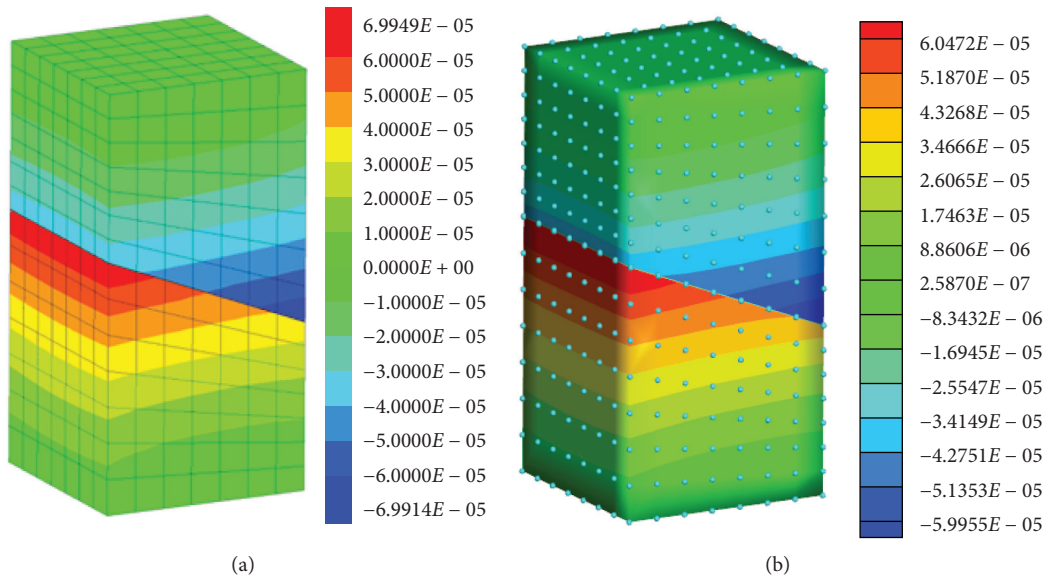 6.9949E – 05
6.0000E – 05
5.0000E – 05
4.0000E – 05
3.0000E – 05
2.0000E – 05
1.0000E – 05
0.0000E + 00
–1.0000E – 05
–2.0000E – 05
–3.0000E – 05
–4.0000E – 05
–5.0000E – 05
–6.0000E – 05
–6.9914E – 05
(a)
6.0472E – 05
5.1870E – 05
4.3268E – 05
3.4666E – 05
2.6065E – 05
1.7463E – 05
8.8606E – 06
2.5870E – 07
–8.3432E – 06
–1.6945E – 05
–2.5547E – 05
–3.4149E – 05
–4.2751E – 05
–5.1353E – 05
–5.9955E – 05
(b)